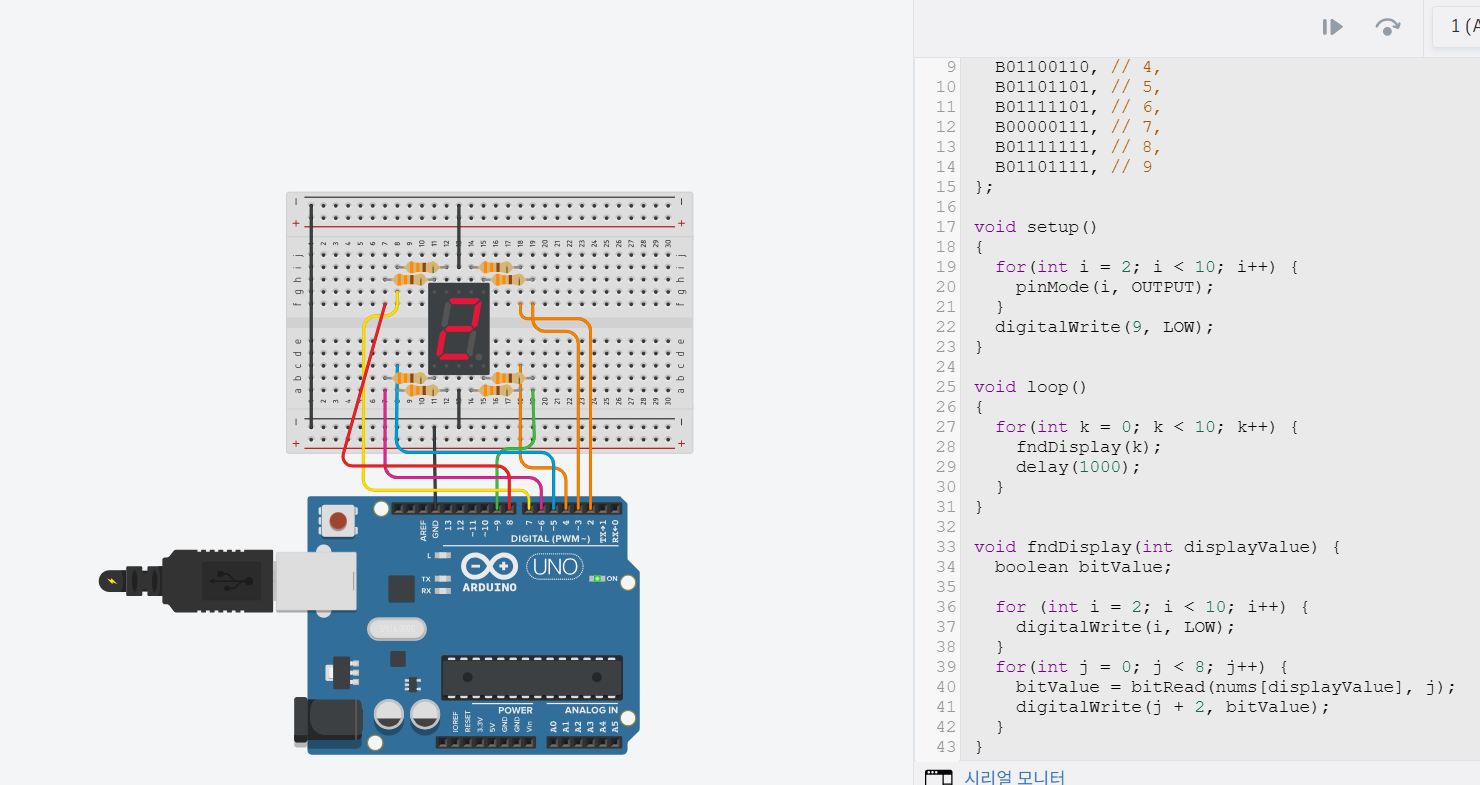 1 (A
9 B01100110, // 4,
10 B01101101, // 5,
11 B01111101, // 6,
12 B00000111, // 7,
13 B01111111, // 8,
14 B01101111, // 9
15 };
16
17 void setup()
18 {
19 for(int i = 2; i < 10; i++) {
20 pinMode(i, OUTPUT);
21 }
22 digitalWrite(9, LOW);
23 }
24
25 void loop()
26 {
27 for(int k = 0; k < 10; k++) {
28 fndDisplay(k);
29 delay(1000);
30 }
31 }
32
33 void fndDisplay(int displayValue) {
34 boolean bitValue;
35
36 for (int i = 2; i < 10; i++) {
37 digitalWrite(i, LOW);
38 }
39 for(int j = 0; j < 8; j++) {
40 bitValue = bitRead(nums[displayValue], j);
41 digitalWrite(j + 2, bitValue);
42 }
43 }
시리얼 모니터
2
AREF GND 13 12 ~11 ~10 ~9 8 7 ~6 ~5 4 ~3 2 TX→1 RX←0
DIGITAL (PWM~)
L
TX
RX
ARDUINO
UNO
ON
POWER
ANALOG IN
IOREF RESET 3.3V 5V GND GND Vin A0 A1 A2 A3 A4 A5